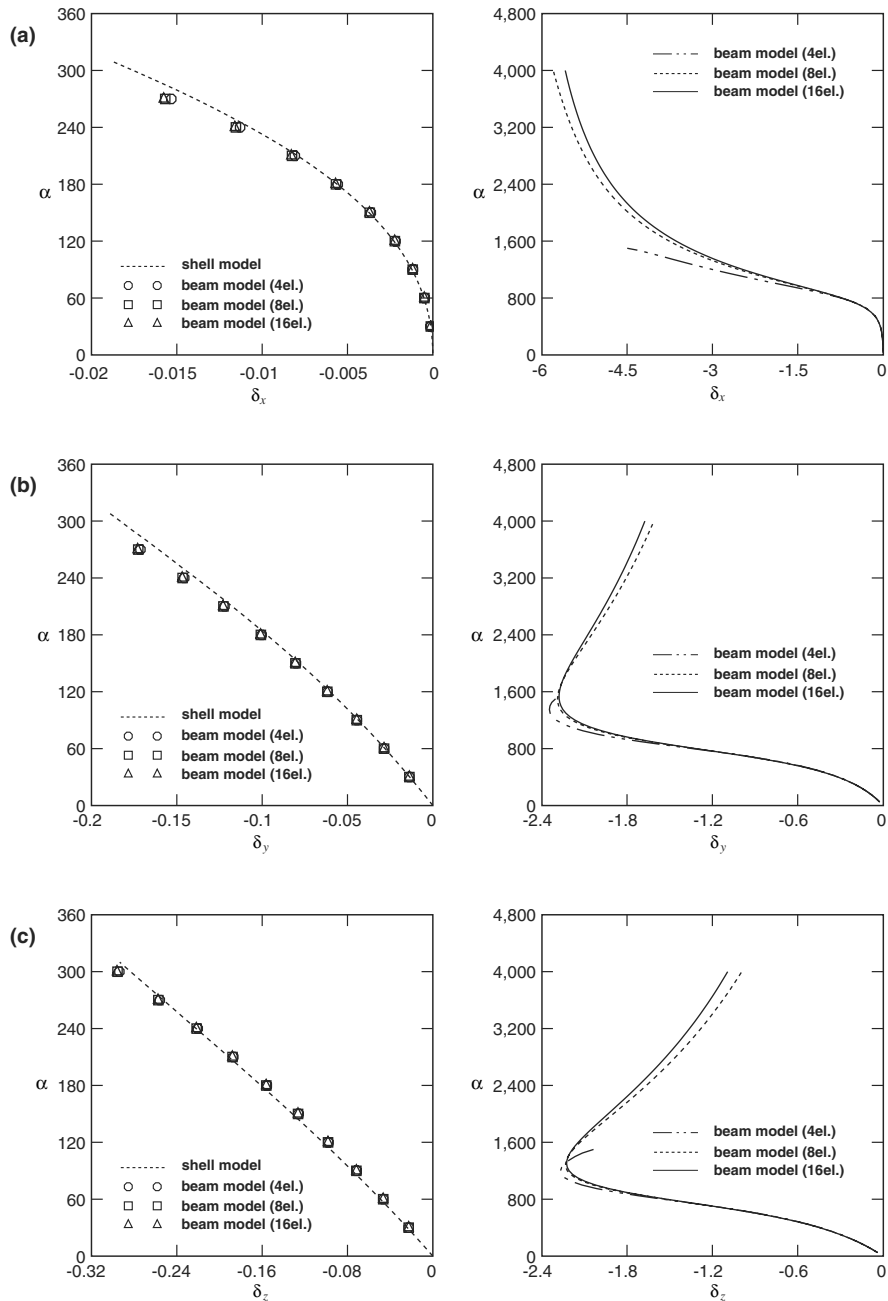 (a)
360
300
240
α
180
120
60
0
shell model
beam model (4el.)
beam model (8el.)
beam model (16el.)
-0.02 -0.015 -0.01 -0.005 0
δx
4,800
4,000
3,200
α
2,400
1,600
800
0
beam model (4el.)
beam model (8el.)
beam model (16el.)
-6 -4.5 -3 -1.5 0
δx
(b)
360
300
240
α
180
120
60
0
shell model
beam model (4el.)
beam model (8el.)
beam model (16el.)
-0.2 -0.15 -0.1 -0.05 0
δy
4,800
4,000
3,200
α
2,400
1,600
800
0
beam model (4el.)
beam model (8el.)
beam model (16el.)
-2.4 -1.8 -1.2 -0.6 0
δy
(c)
360
300
240
α
180
120
60
0
shell model
beam model (4el.)
beam model (8el.)
beam model (16el.)
-0.32 -0.24 -0.16 -0.08 0
δz
4,800
4,000
3,200
α
2,400
1,600
800
0
beam model (4el.)
beam model (8el.)
beam model (16el.)
-2.4 -1.8 -1.2 -0.6 0
δz